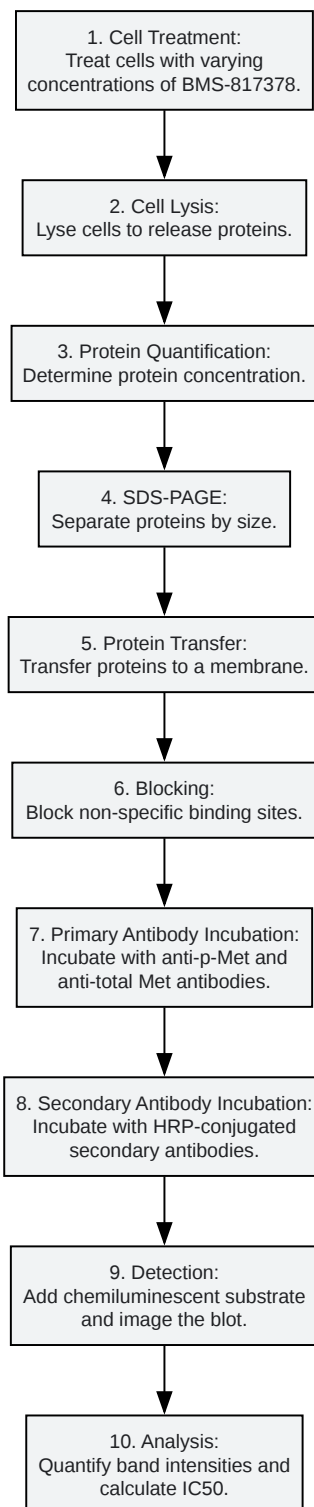 1. Cell Treatment:
Treat cells with varying
concentrations of BMS-817378.
2. Cell Lysis:
Lyse cells to release proteins.
3. Protein Quantification:
Determine protein concentration.
4. SDS-PAGE:
Separate proteins by size.
5. Protein Transfer:
Transfer proteins to a membrane.
6. Blocking:
Block non-specific binding sites.
7. Primary Antibody Incubation:
Incubate with anti-p-Met and
anti-total Met antibodies.
8. Secondary Antibody Incubation:
Incubate with HRP-conjugated
secondary antibodies.
9. Detection:
Add chemiluminescent substrate
and image the blot.
10. Analysis:
Quantify band intensities and
calculate IC50.